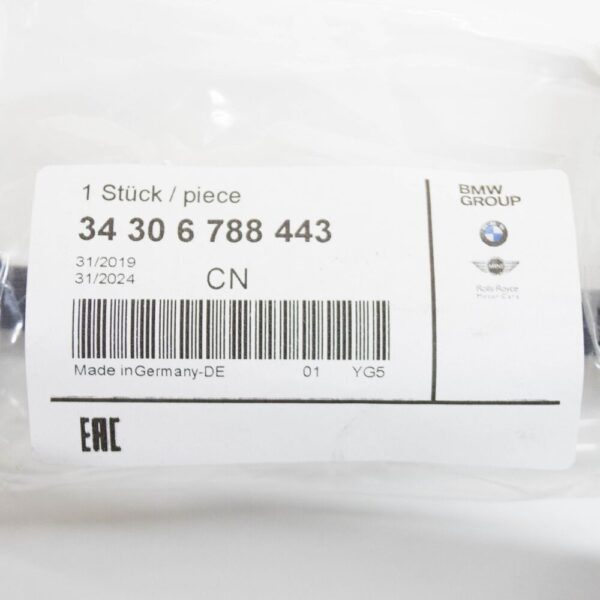 1 Stück / piece
34 30 6 788 443
31/2019
31/2024
CN
Made in Germany-DE 01 YG5
EAC
BMW
GROUP
MINI
Rolls-Royce
Motor Cars